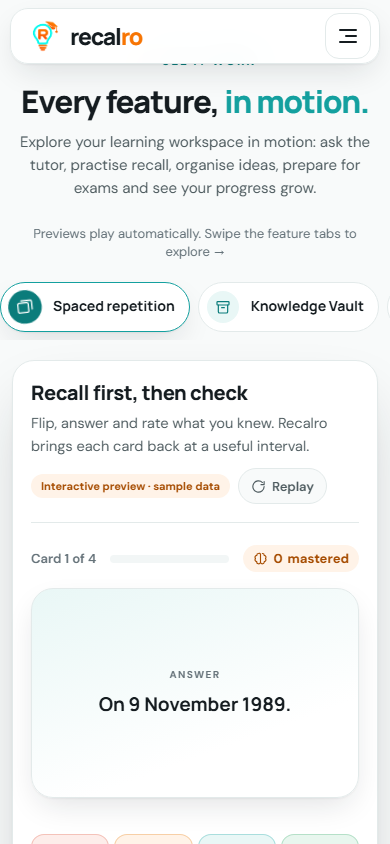 recalro
Every feature, in motion.
Explore your learning workspace in motion: ask the
tutor, practise recall, organise ideas, prepare for
exams and see your progress grow.
Previews play automatically. Swipe the feature tabs to
explore →
Spaced repetition
Knowledge Vault
Recall first, then check
Flip, answer and rate what you knew. Recalro
brings each card back at a useful interval.
Interactive preview · sample data
Replay
Card 1 of 4
0 mastered
ANSWER
On 9 November 1989.